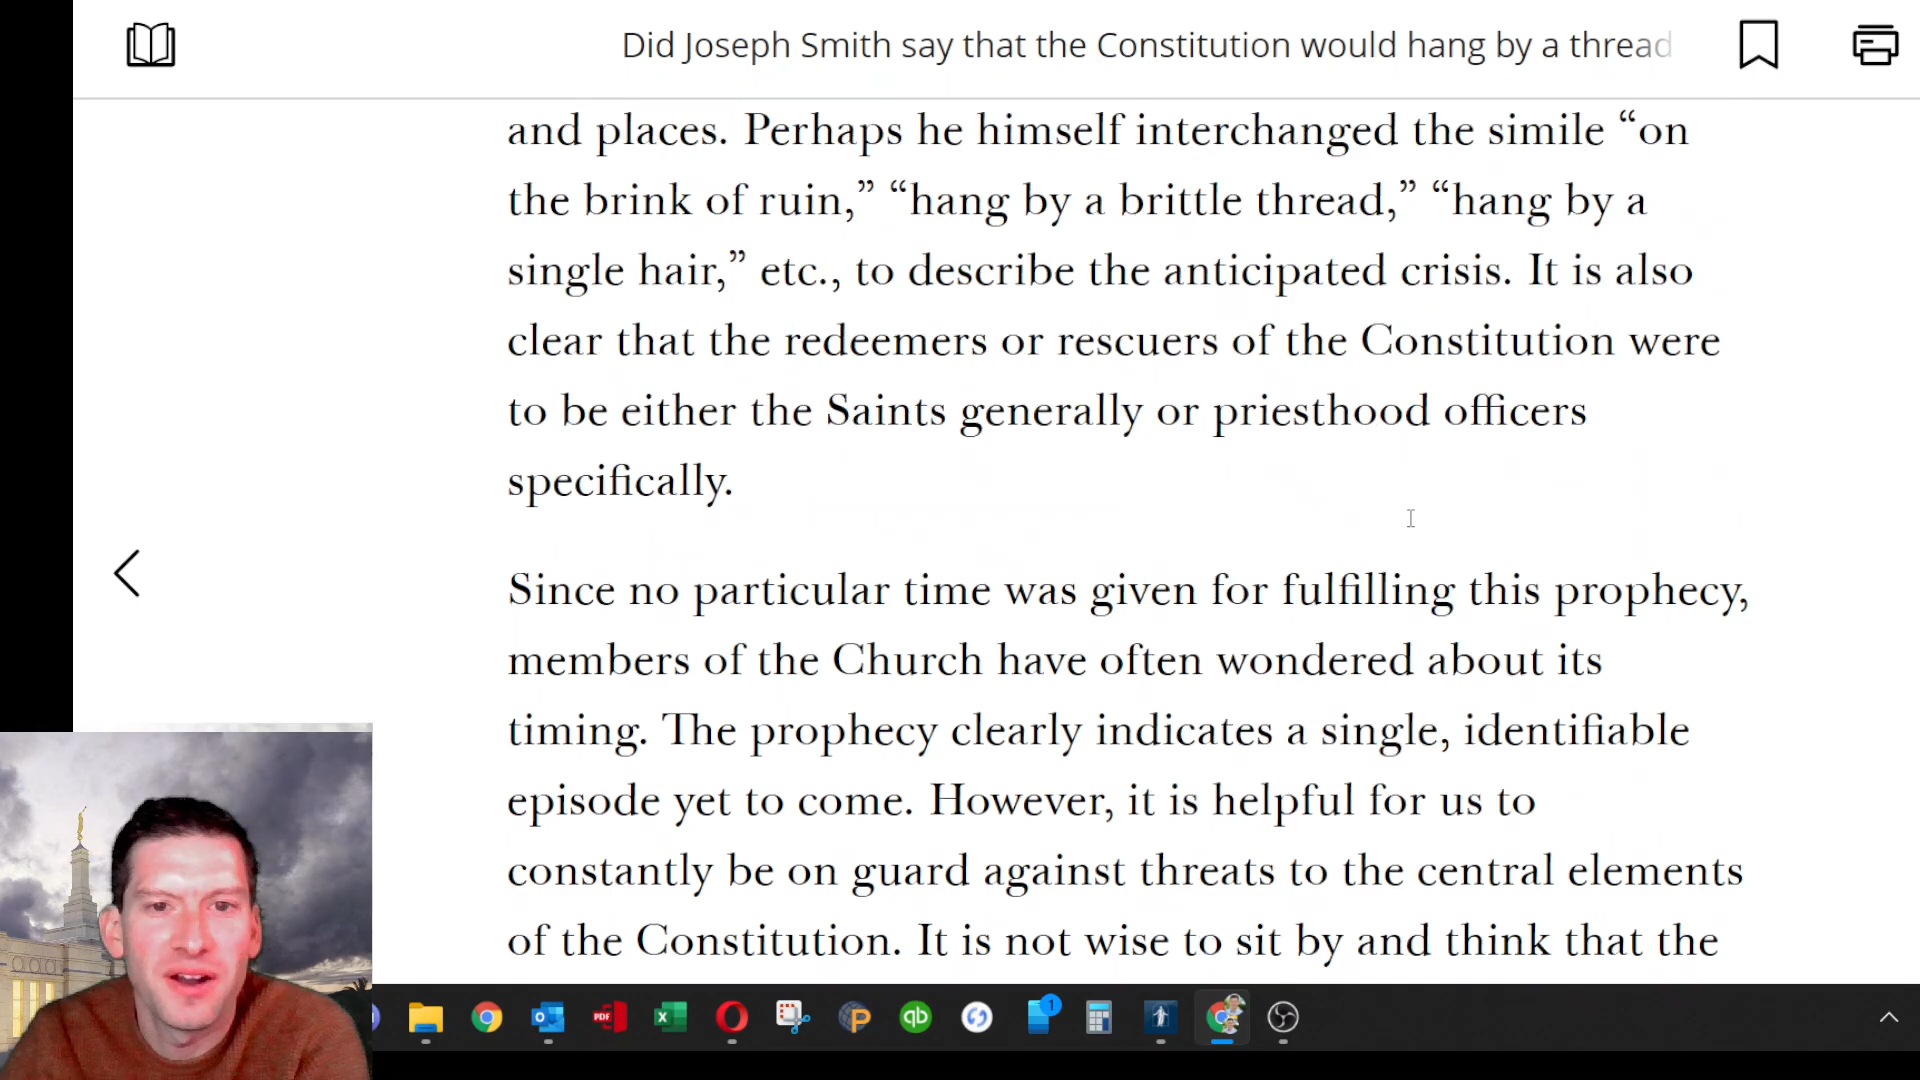 Did Joseph Smith say that the Constitution would hang by a thread
and places. Perhaps he himself interchanged the simile “on
the brink of ruin,” “hang by a brittle thread,” “hang by a
single hair,” etc., to describe the anticipated crisis. It is also
clear that the redeemers or rescuers of the Constitution were
to be either the Saints generally or priesthood officers
specifically.
Since no particular time was given for fulfilling this prophecy,
members of the Church have often wondered about its
timing. The prophecy clearly indicates a single, identifiable
episode yet to come. However, it is helpful for us to
constantly be on guard against threats to the central elements
of the Constitution. It is not wise to sit by and think that the
PDF
qb
1